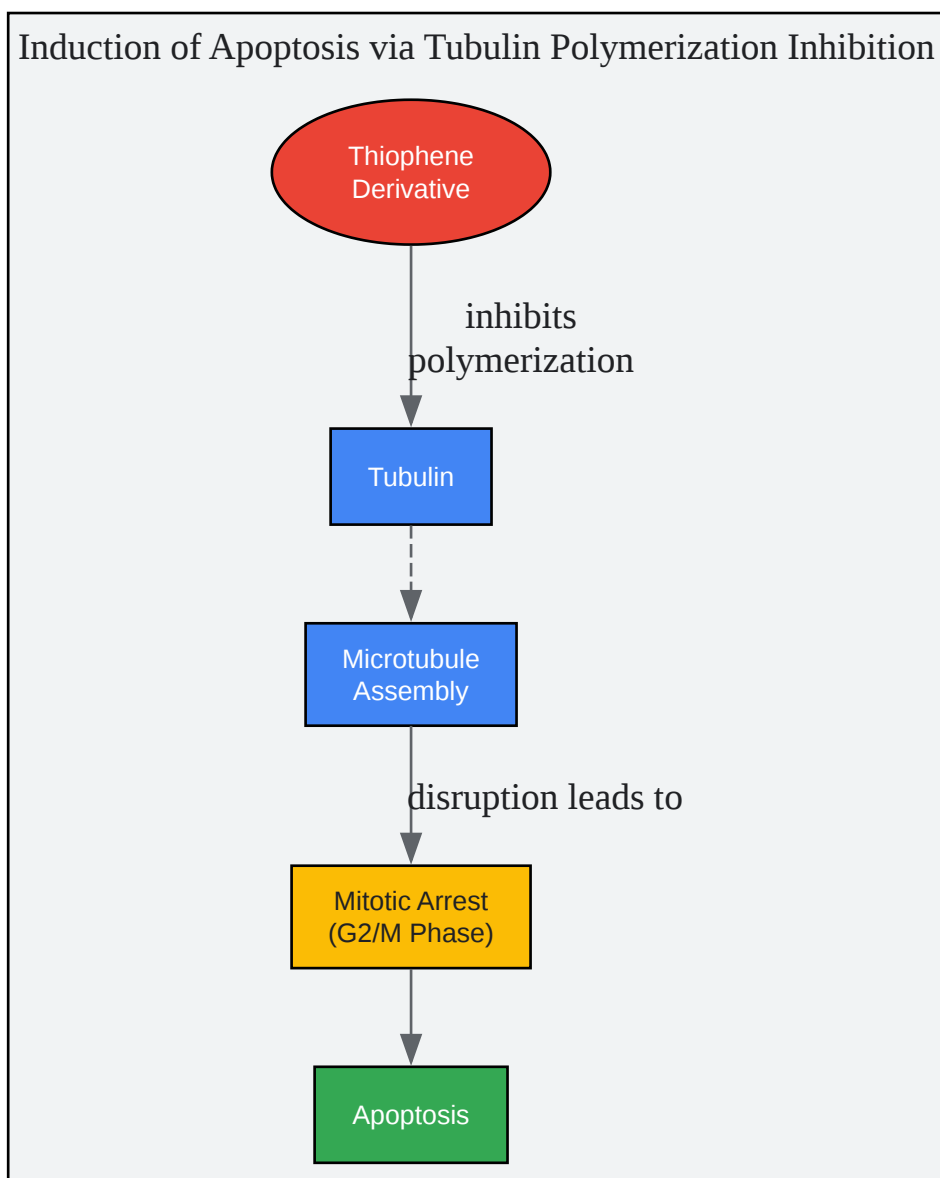 Induction of Apoptosis via Tubulin Polymerization Inhibition
Thiophene
Derivative
inhibits
polymerization
Tubulin
Microtubule
Assembly
disruption leads to
Mitotic Arrest
(G2/M Phase)
Apoptosis